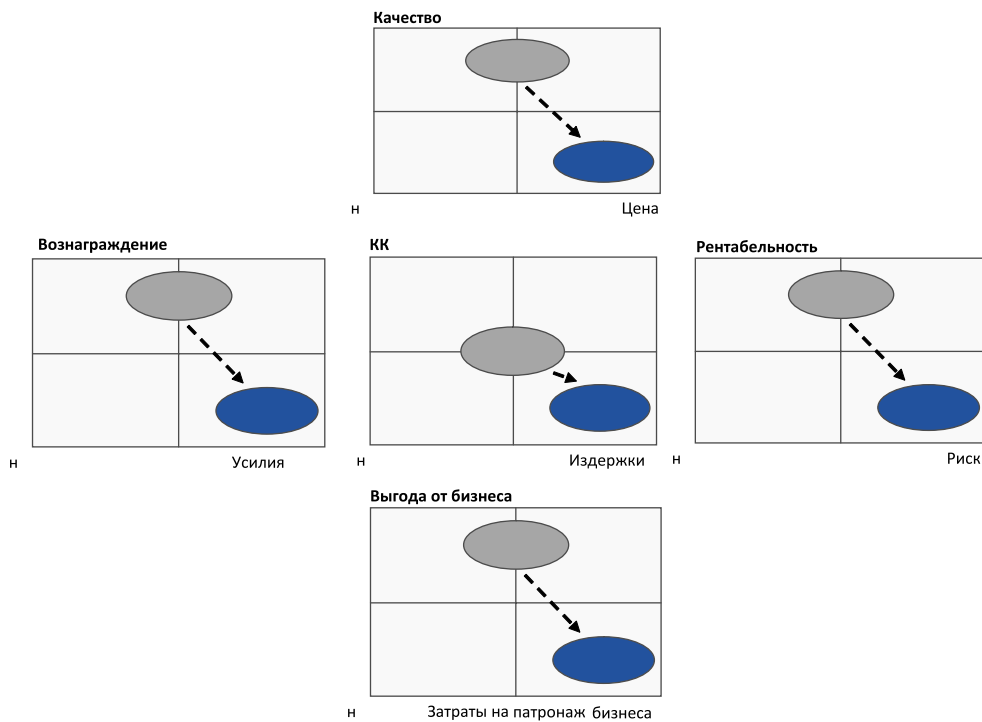 Качество
н
Цена
Вознаграждение
КК
Рентабельность
н
Усилия
н
Издержки
н
Риск
Выгода от бизнеса
н
Затраты на патронаж бизнеса